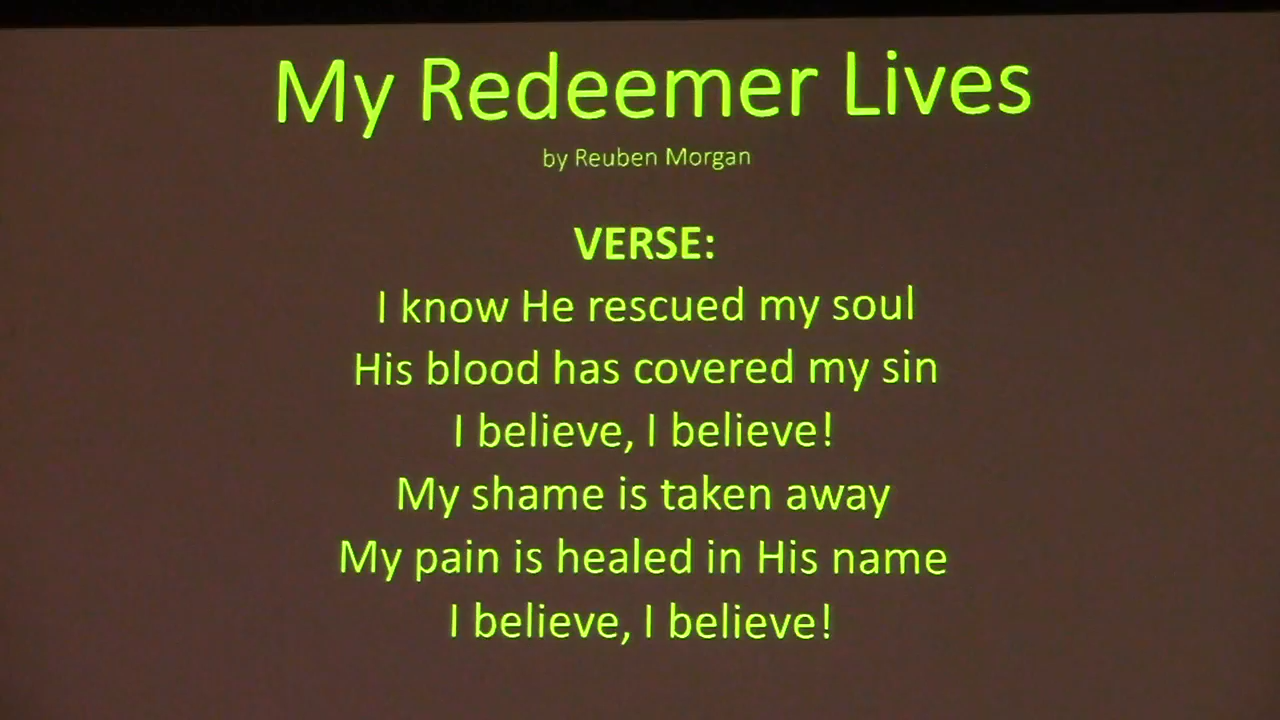 My Redeemer Lives
by Reuben Morgan
VERSE:
I know He rescued my soul
His blood has covered my sin
I believe, I believe!
My shame is taken away
My pain is healed in His name
I believe, I believe!